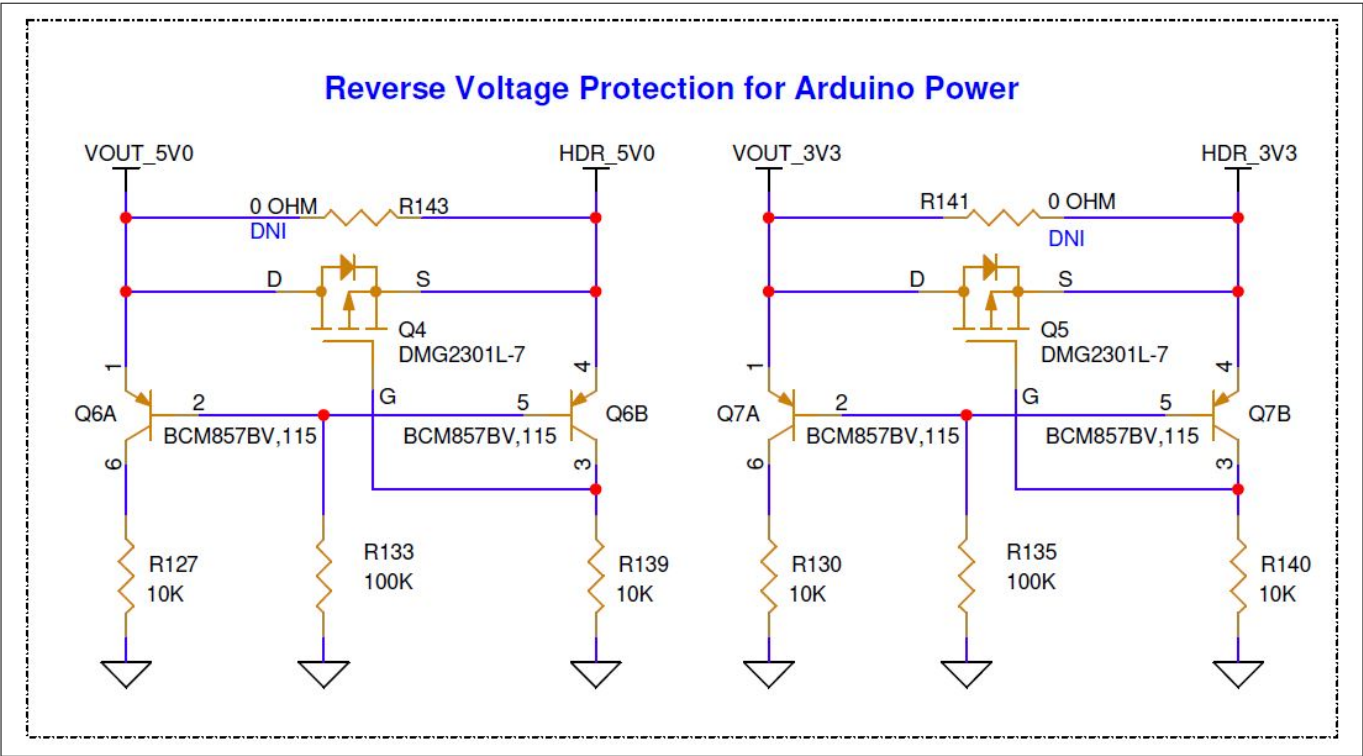 Reverse Voltage Protection for Arduino Power
VOUT_5V0
HDR_5V0
VOUT_3V3
HDR_3V3
0 OHM
R143
DNI
R141
0 OHM
DNI
D
S
Q4
DMG2301L-7
D
S
Q5
DMG2301L-7
1
4
G
Q6A
2
5
Q6B
BCM857BV,115
BCM857BV,115
6
3
1
4
G
Q7A
2
5
Q7B
BCM857BV,115
BCM857BV,115
6
3
R127
10K
R133
100K
R139
10K
R130
10K
R135
100K
R140
10K